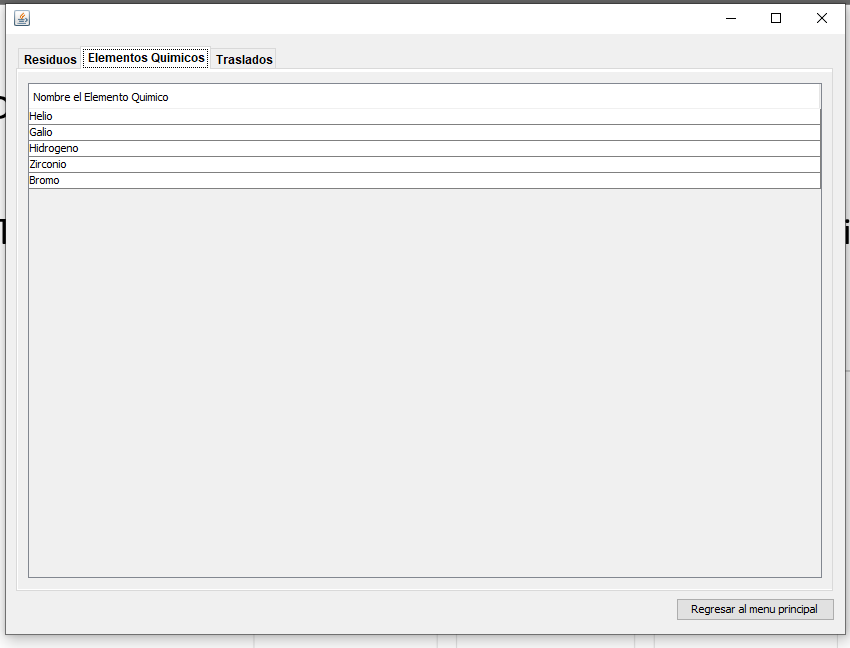 Residuos Elementos Quimicos Traslados
Nombre el Elemento Quimico
Helio
Galio
Hidrogeno
Zirconio
Bromo
Regresar al menu principal